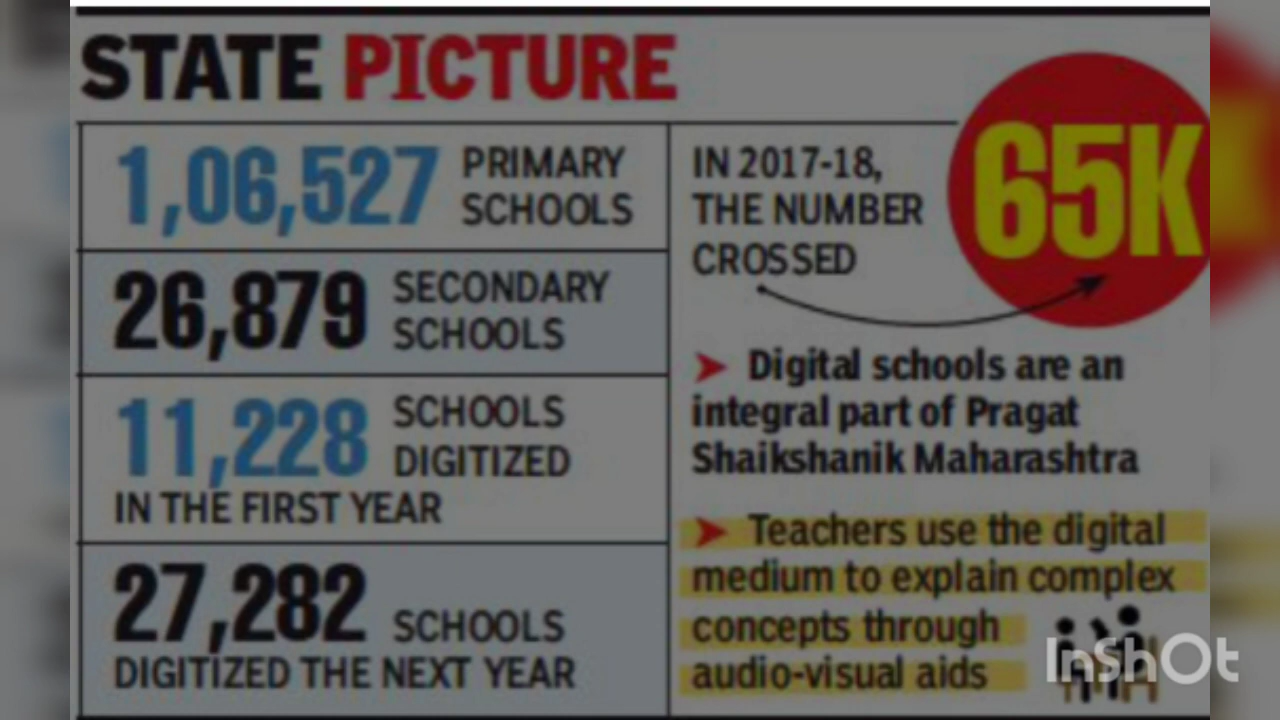 STATE PICTURE
1,06,527 PRIMARY
SCHOOLS
26,879 SECONDARY
SCHOOLS
11,228 SCHOOLS
DIGITIZED
IN THE FIRST YEAR
27,282 SCHOOLS
DIGITIZED THE NEXT YEAR
IN 2017-18,
THE NUMBER
CROSSED
65K
➤ Digital schools are an
integral part of Pragat
Shaikshanik Maharashtra
➤ Teachers use the digital
medium to explain complex
concepts through
audio-visual aids
InShOt